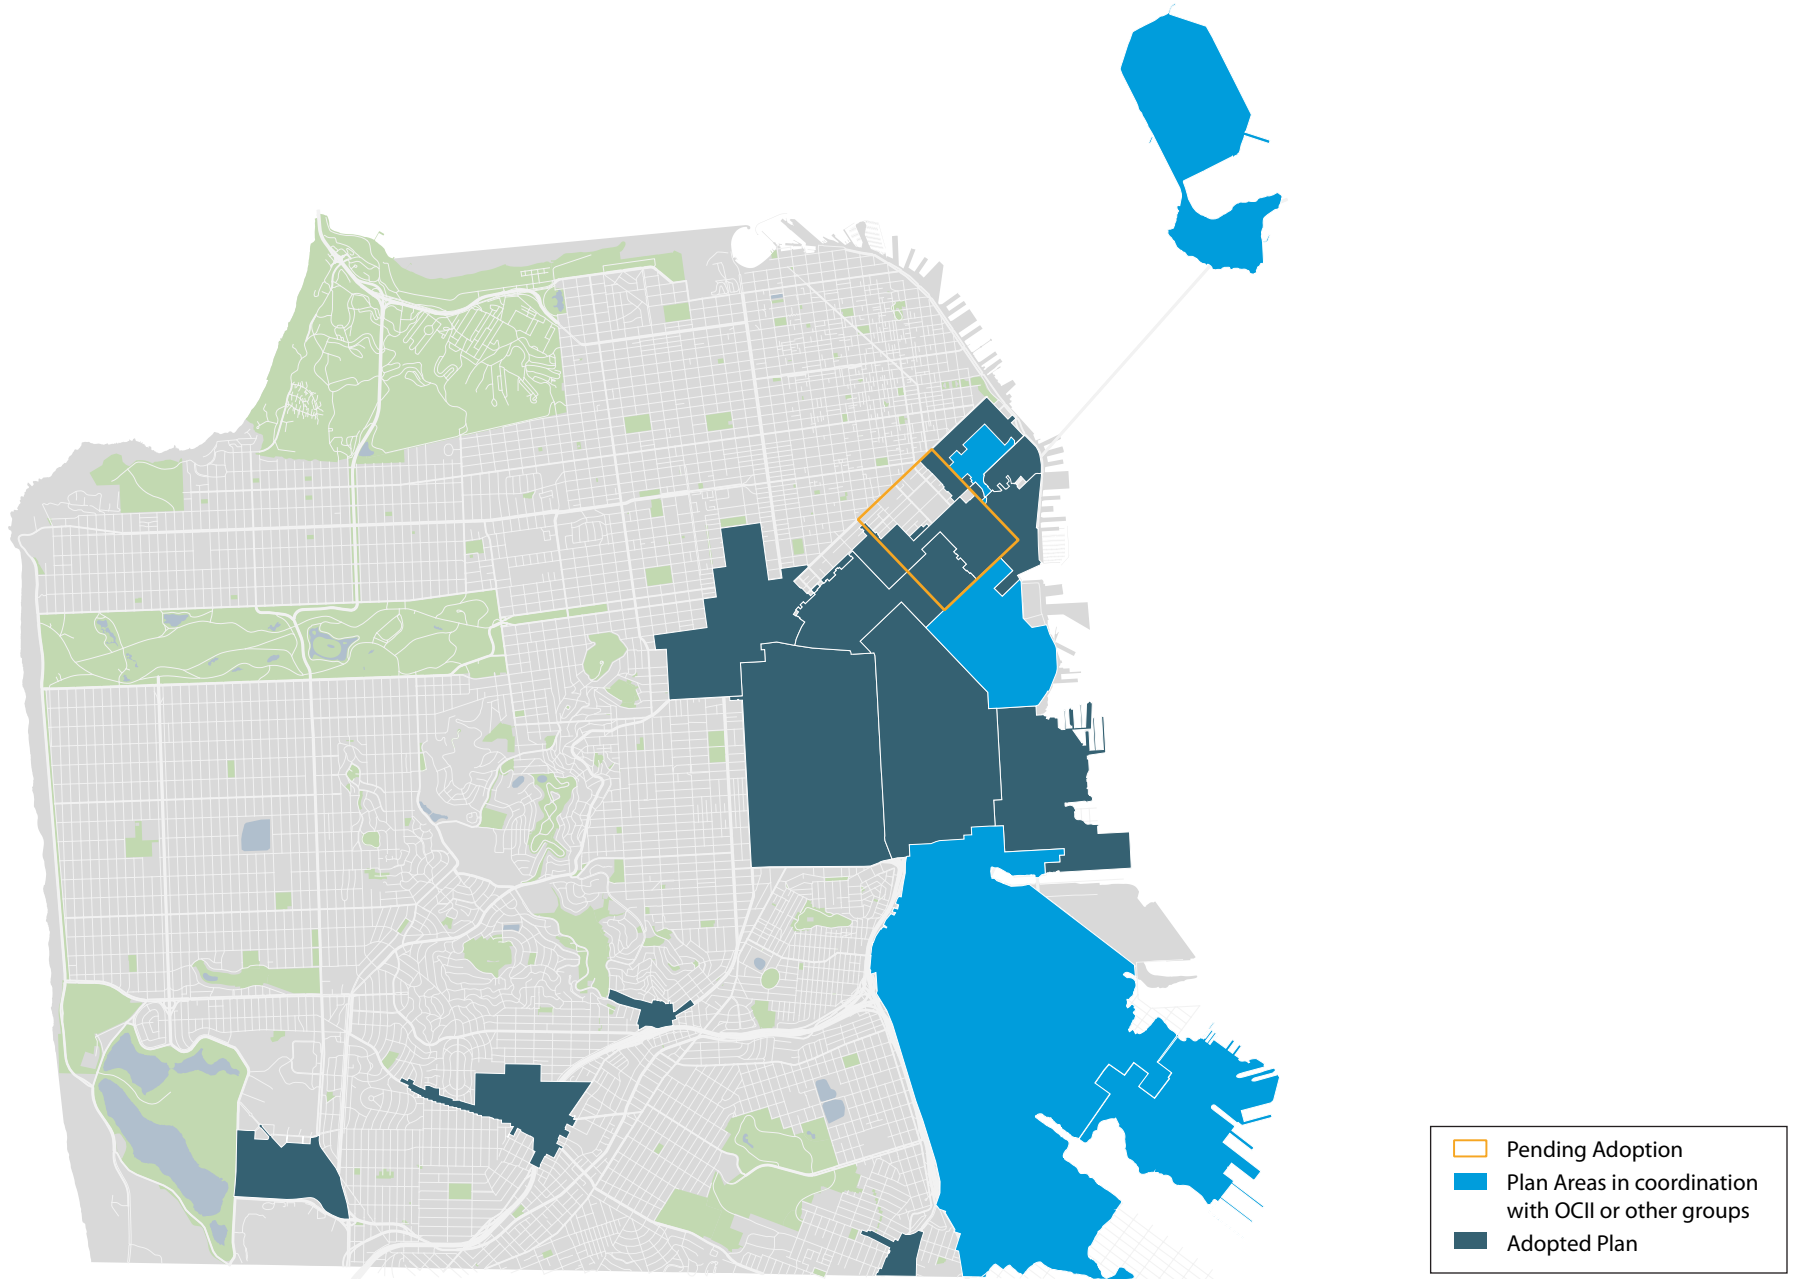 Pending Adoption
Plan Areas in coordination
with OCII or other groups
Adopted Plan